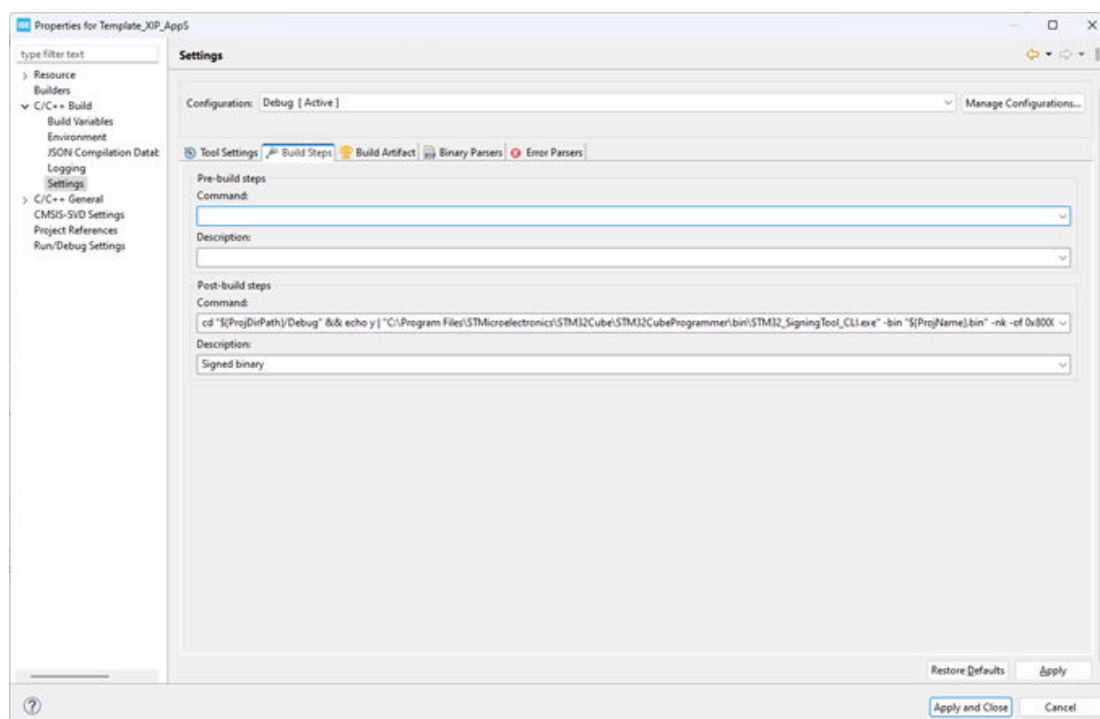 IDE Properties for Template_XIP_AppS
type filter text
Settings
Resource
Builders
C/C++ Build
Build Variables
Environment
JSON Compilation Datab
Logging
Settings
C/C++ General
CMSIS-SVD Settings
Project References
Run/Debug Settings
Configuration: Debug [ Active ]
Manage Configurations...
Tool Settings Build Steps Build Artifact Binary Parsers Error Parsers
Pre-build steps
Command:
Description:
Post-build steps
Command:
cd "${ProjDirPath}/Debug" && echo y | "C:\Program Files\STMicroelectronics\STM32Cube\STM32CubeProgrammer\bin\STM32_SigningTool_CLI.exe" -bin "${ProjName}.bin" -nk -of 0x800(
Description:
Signed binary
Restore Defaults Apply
? Apply and Close Cancel